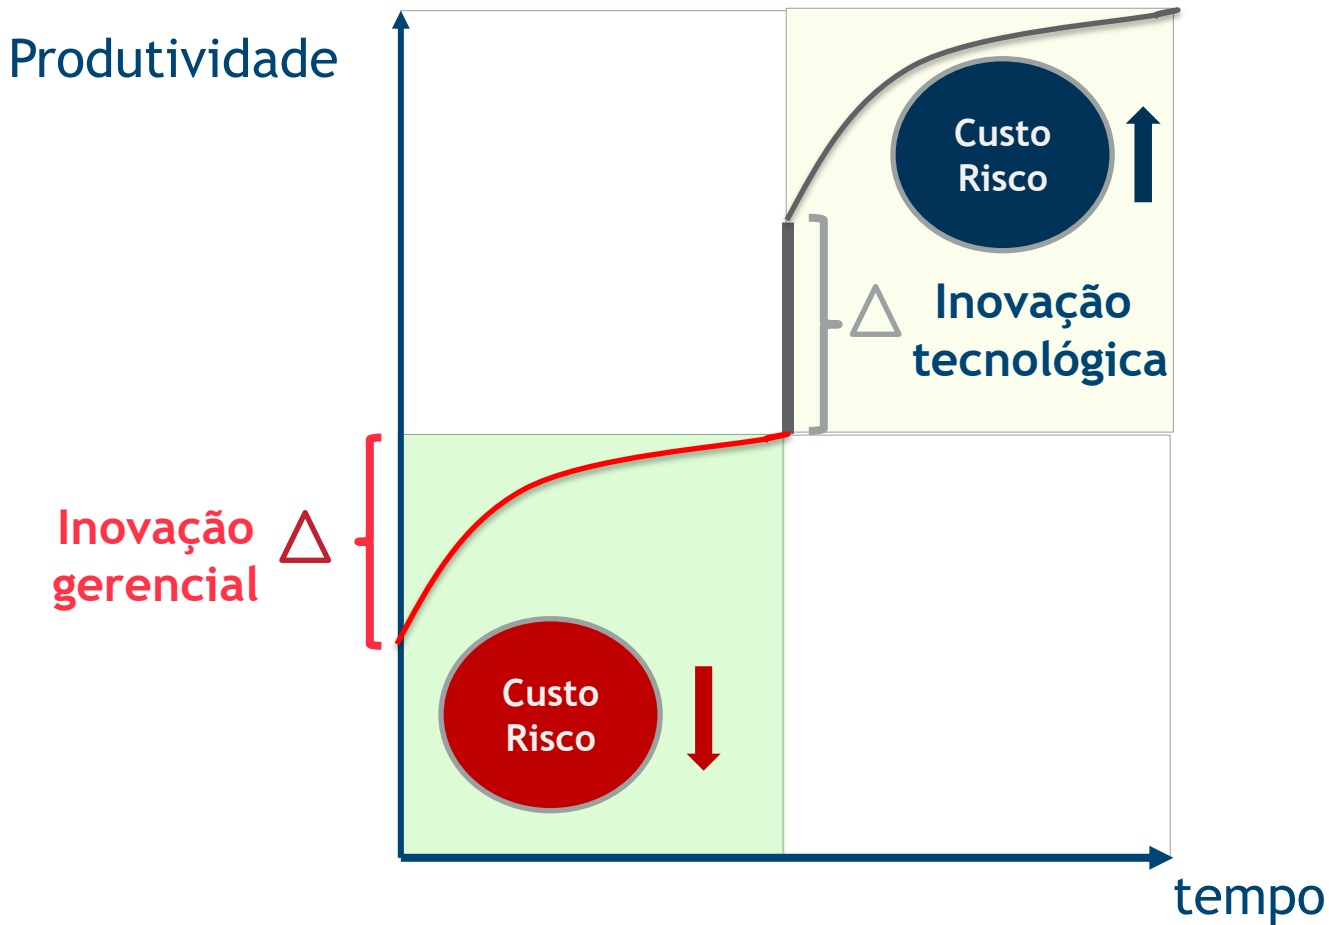 Produtividade
Custo
Risco
Inovação
tecnológica
Inovação
gerencial
Custo
Risco
tempo